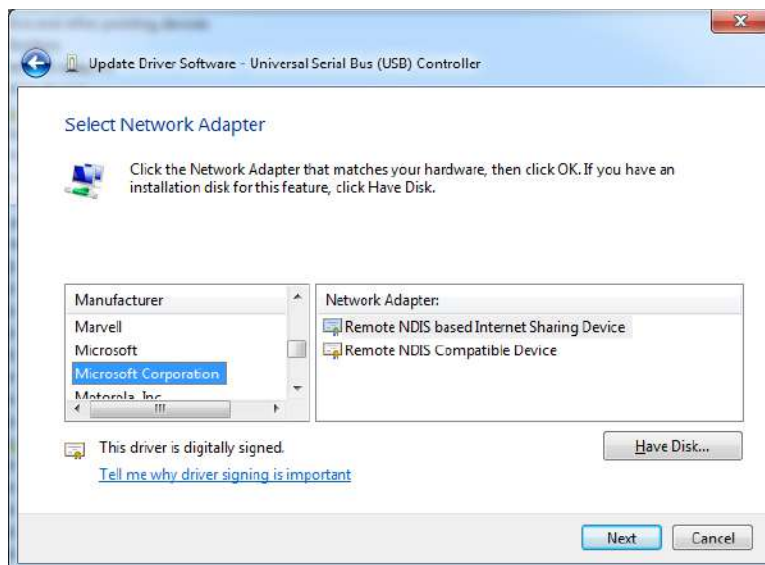 Update Driver Software - Universal Serial Bus (USB) Controller
Select Network Adapter
Click the Network Adapter that matches your hardware, then click OK. If you have an
installation disk for this feature, click Have Disk.
Manufacturer
Marvell
Microsoft
Microsoft Corporation
Motorola, Inc
Network Adapter:
Remote NDIS based Internet Sharing Device
Remote NDIS Compatible Device
This driver is digitally signed.
Tell me why driver signing is important
Have Disk...
Next
Cancel